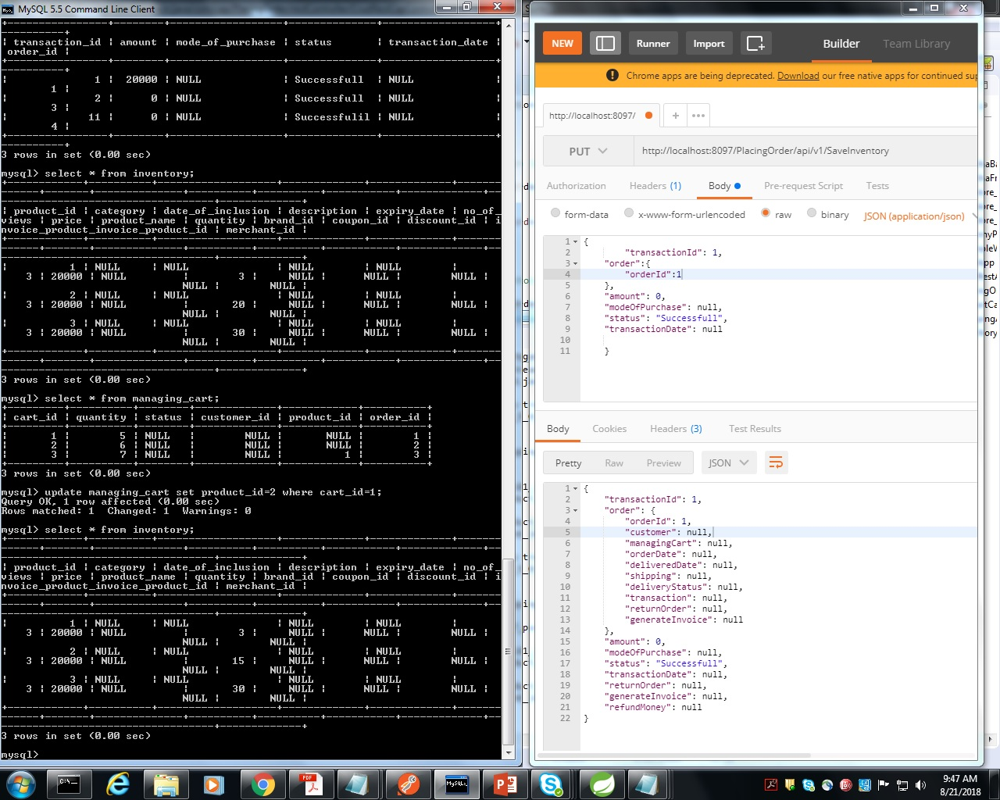 MySQL 5.5 Command Line Client
| transaction_id | amount | mode_of_purchase | status | transaction_date |
order_id |
| 1 | 20000 | NULL | Successfull | NULL |
1 |
| 2 | 0 | NULL | Successfull | NULL |
3 |
| 11 | 0 | NULL | Successfulil | NULL |
4 |
3 rows in set (0.00 sec)
mysql> select * from inventory;
| product_id | category | date_of_inclusion | description | expiry_date | no_of_
views | price | product_name | quantity | brand_id | coupon_id | discount_id | i
nvoice_product_invoice_product_id | merchant_id |
| 1 | NULL | NULL | NULL | NULL |
3 | 20000 | NULL | 3 | NULL | NULL | NULL |
NULL | NULL |
| 2 | NULL | NULL | NULL | NULL |
3 | 20000 | NULL | 20 | NULL | NULL | NULL |
NULL | NULL |
| 3 | NULL | NULL | NULL | NULL |
3 | 20000 | NULL | 30 | NULL | NULL | NULL |
NULL | NULL |
3 rows in set (0.00 sec)
mysql> select * from managing_cart;
| cart_id | quantity | status | customer_id | product_id | order_id |
| 1 | 5 | NULL | NULL | NULL | 1 |
| 2 | 6 | NULL | NULL | NULL | 2 |
| 3 | 7 | NULL | NULL | 1 | 3 |
3 rows in set (0.00 sec)
mysql> update managing_cart set product_id=2 where cart_id=1;
Query OK, 1 row affected (0.00 sec)
Rows matched: 1  Changed: 1  Warnings: 0
mysql> select * from inventory;
| product_id | category | date_of_inclusion | description | expiry_date | no_of_
views | price | product_name | quantity | brand_id | coupon_id | discount_id | i
nvoice_product_invoice_product_id | merchant_id |
| 1 | NULL | NULL | NULL | NULL |
3 | 20000 | NULL | 3 | NULL | NULL | NULL |
NULL | NULL |
| 2 | NULL | NULL | NULL | NULL |
3 | 20000 | NULL | 15 | NULL | NULL | NULL |
NULL | NULL |
| 3 | NULL | NULL | NULL | NULL |
3 | 20000 | NULL | 30 | NULL | NULL | NULL |
NULL | NULL |
3 rows in set (0.00 sec)
mysql>
NEW Runner Import Builder Team Library
Chrome apps are being deprecated. Download our free native apps for continued sup
http://localhost:8097/
PUT http://localhost:8097/PlacingOrder/api/v1/SaveInventory
Authorization Headers (1) Body Pre-request Script Tests
form-data x-www-form-urlencoded raw binary JSON (application/json)
1 {
2 "transactionId": 1,
3 "order":{
4 "orderId":1
5 },
6 "amount": 0,
7 "modeOfPurchase": null,
8 "status": "Successfull",
9 "transactionDate": null
10
11 }
Body Cookies Headers (3) Test Results
Pretty Raw Preview JSON
1 {
2 "transactionId": 1,
3 "order": {
4 "orderId": 1,
5 "customer": null,
6 "managingCart": null,
7 "orderDate": null,
8 "deliveredDate": null,
9 "shipping": null,
10 "deliveryStatus": null,
11 "transaction": null,
12 "returnOrder": null,
13 "generateInvoice": null
14 },
15 "amount": 0,
16 "modeOfPurchase": null,
17 "status": "Successfull",
18 "transactionDate": null,
19 "returnOrder": null,
20 "generateInvoice": null,
21 "refundMoney": null
22 }
9:47 AM
8/21/2018